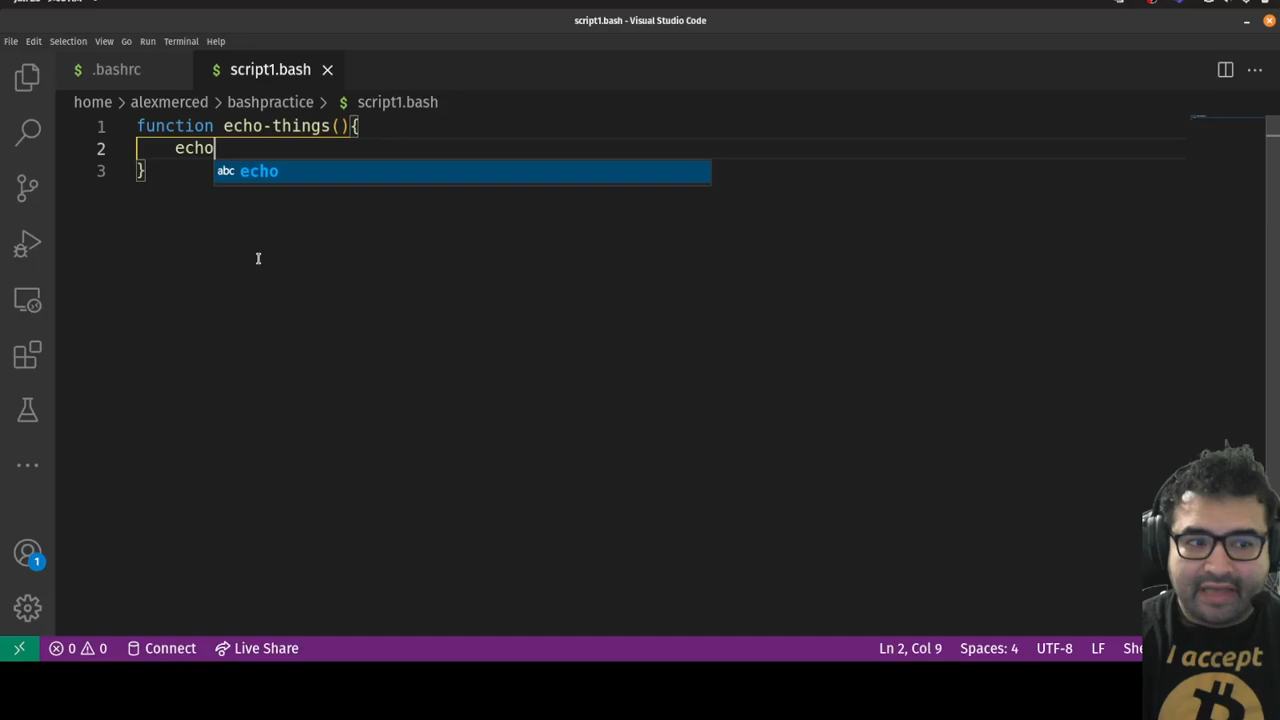 script1.bash - Visual Studio Code
File Edit Selection View Go Run Terminal Help
$ .bashrc $ script1.bash
home > alexmerced > bashpractice > $ script1.bash
1 function echo-things(){
2 echo
abc echo
3 }
1
0 0 Connect Live Share Ln 2, Col 9 Spaces: 4 UTF-8 LF
I accept